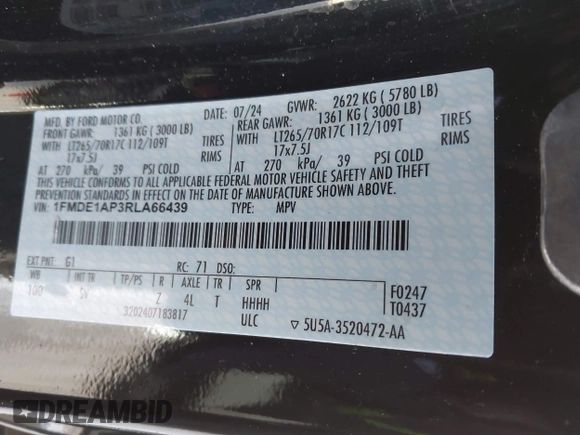 MFD. BY FORD MOTOR CO.
07/24 GVWR: 2622 KG ( 5780 LB)
FRONT GAWR: 1361 KG ( 3000 LB)
REAR GAWR: 1361 KG ( 3000 LB)
WITH LT265/70R17C 112/109T TIRES
WITH LT265/70R17C 112/109T TIRES
17x7.5J RIMS
17x7.5J RIMS
AT 270 kPa/ 39 PSI COLD
AT 270 kPa/ 39 PSI COLD
THIS VEHICLE CONFORMS TO ALL APPLICABLE FEDERAL MOTOR VEHICLE SAFETY AND THEFT
PREVENTION STANDARDS IN EFFECT ON THE DATE OF MANUFACTURE SHOWN ABOVE.
VIN: 1FMDE1AP3RLA66439 TYPE: MPV
EXT PNT: G1 RC: 71 DSO:
WB INT TR TP/PS R AXLE TR SPR
100 SV Z 4L T HHHH
F0247
T0437
3202407183817 ULC ▽ 5U5A-3520472-AA
DREAMBID